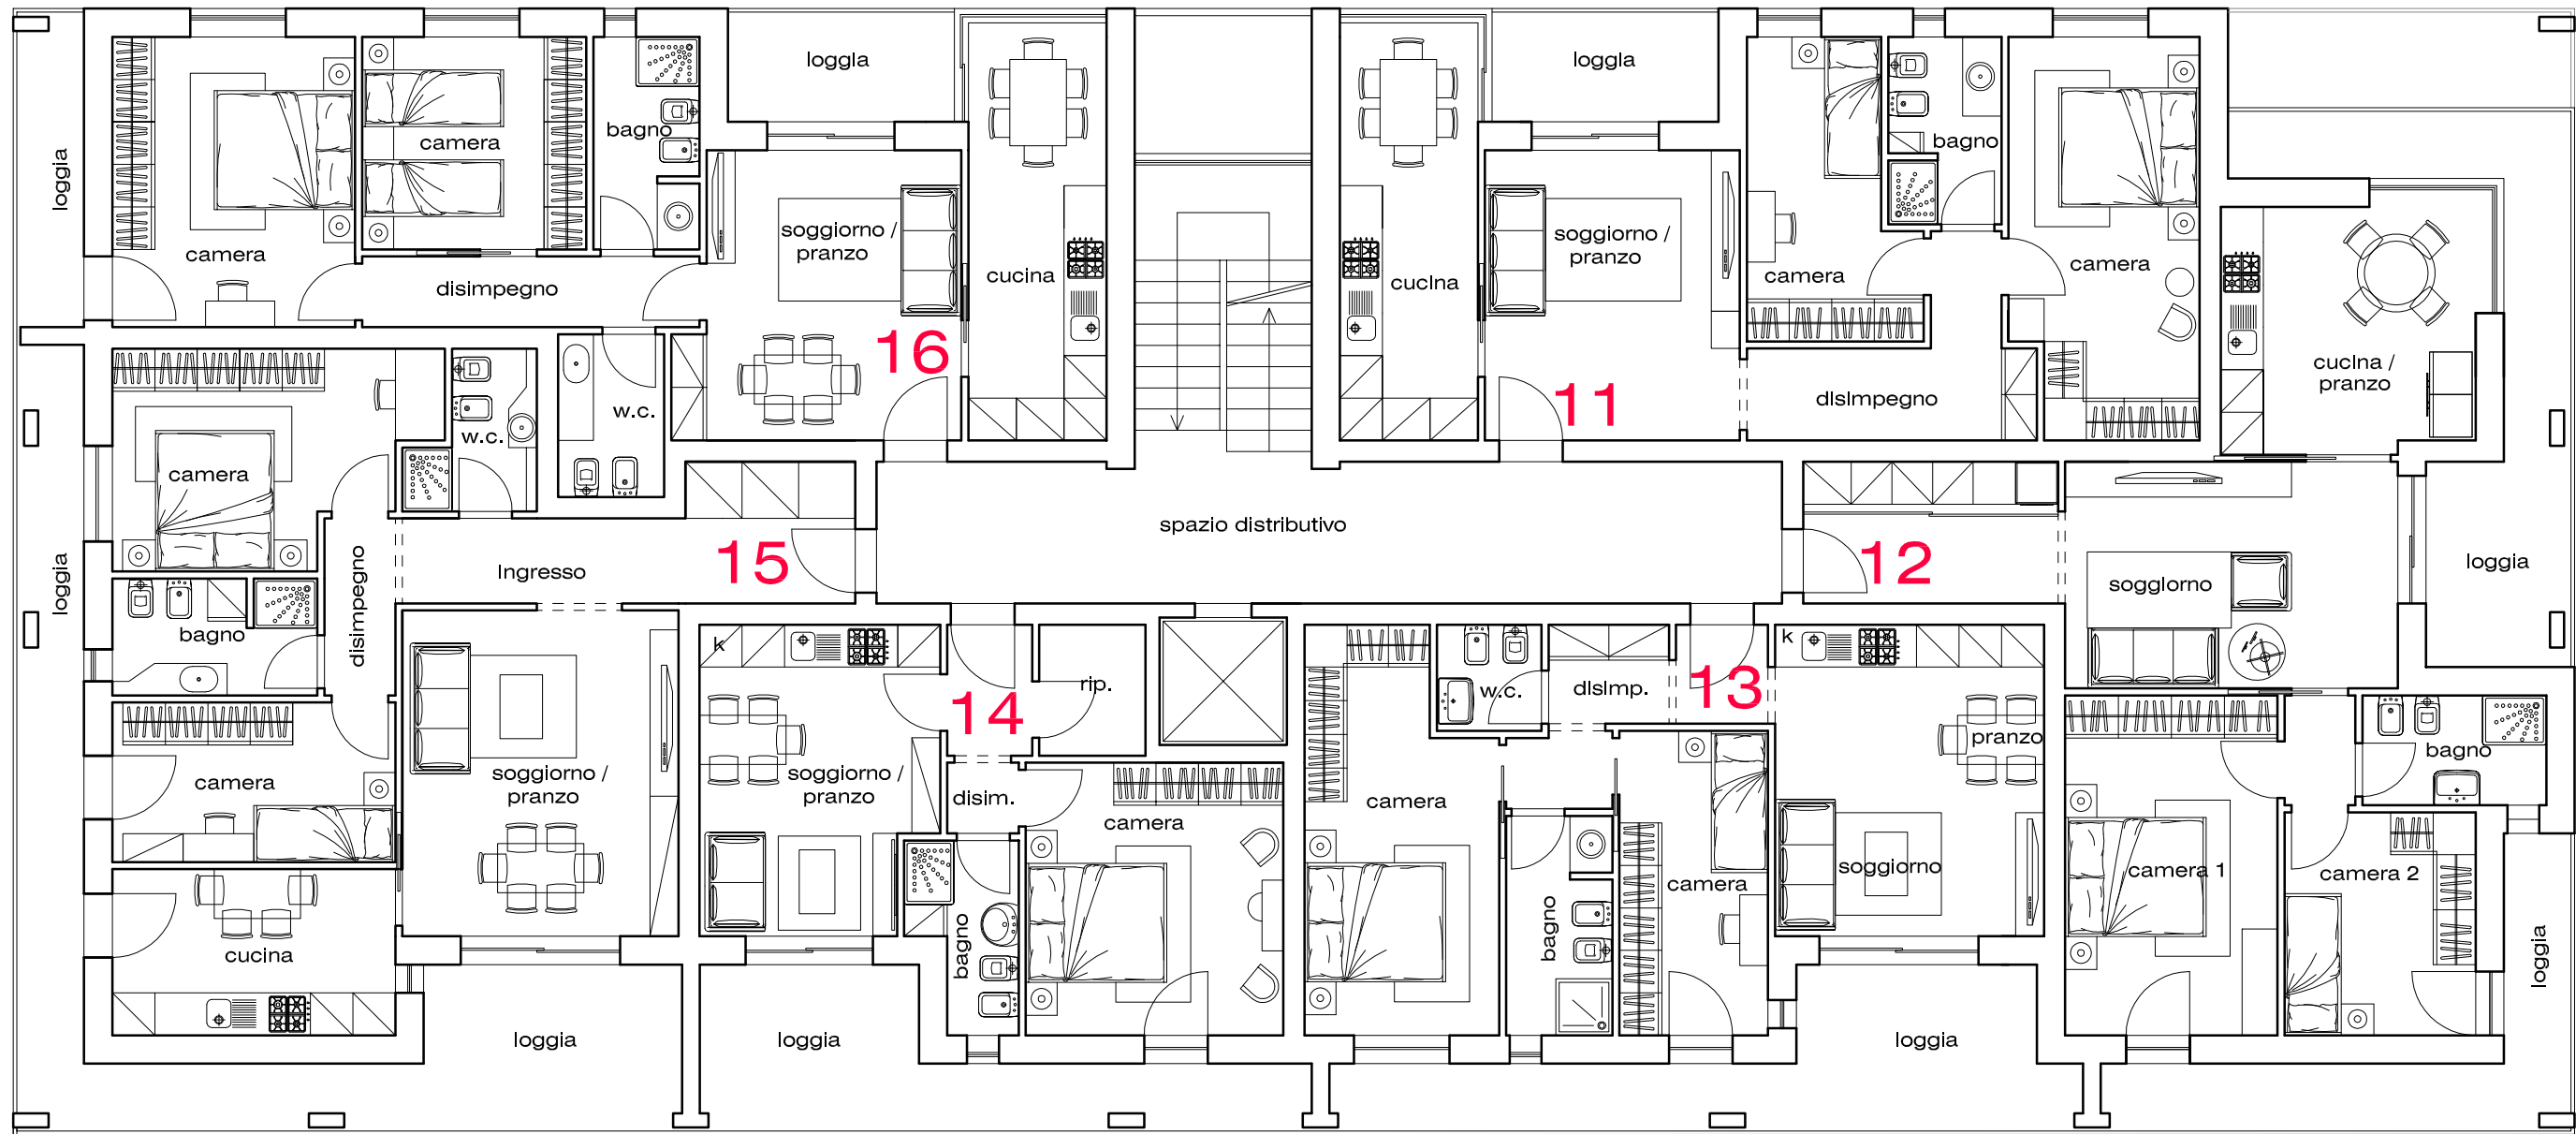 loggla
loggla
bagno
camera
bagno
loggia
soggiorno /
pranzo
soggiorno /
pranzo
camera
camera
camera
cucina
cucIna
disimpegno
16
cucIna /
pranzo
11
dIsImpegno
w.c.
w.c.
camera
spazio distributivo
15
12
loggia
Ingresso
loggia
soggIorno
disimpegno
bagno
k
k
rip.
w.c.
dIsImp.
13
14
pranzo
bagno
camera
soggiorno /
pranzo
soggiorno /
pranzo
disim.
camera
camera
soggiorno
camera 1
camera 2
camera
bagno
bagno
cucina
loggia
loggia
loggia
loggia